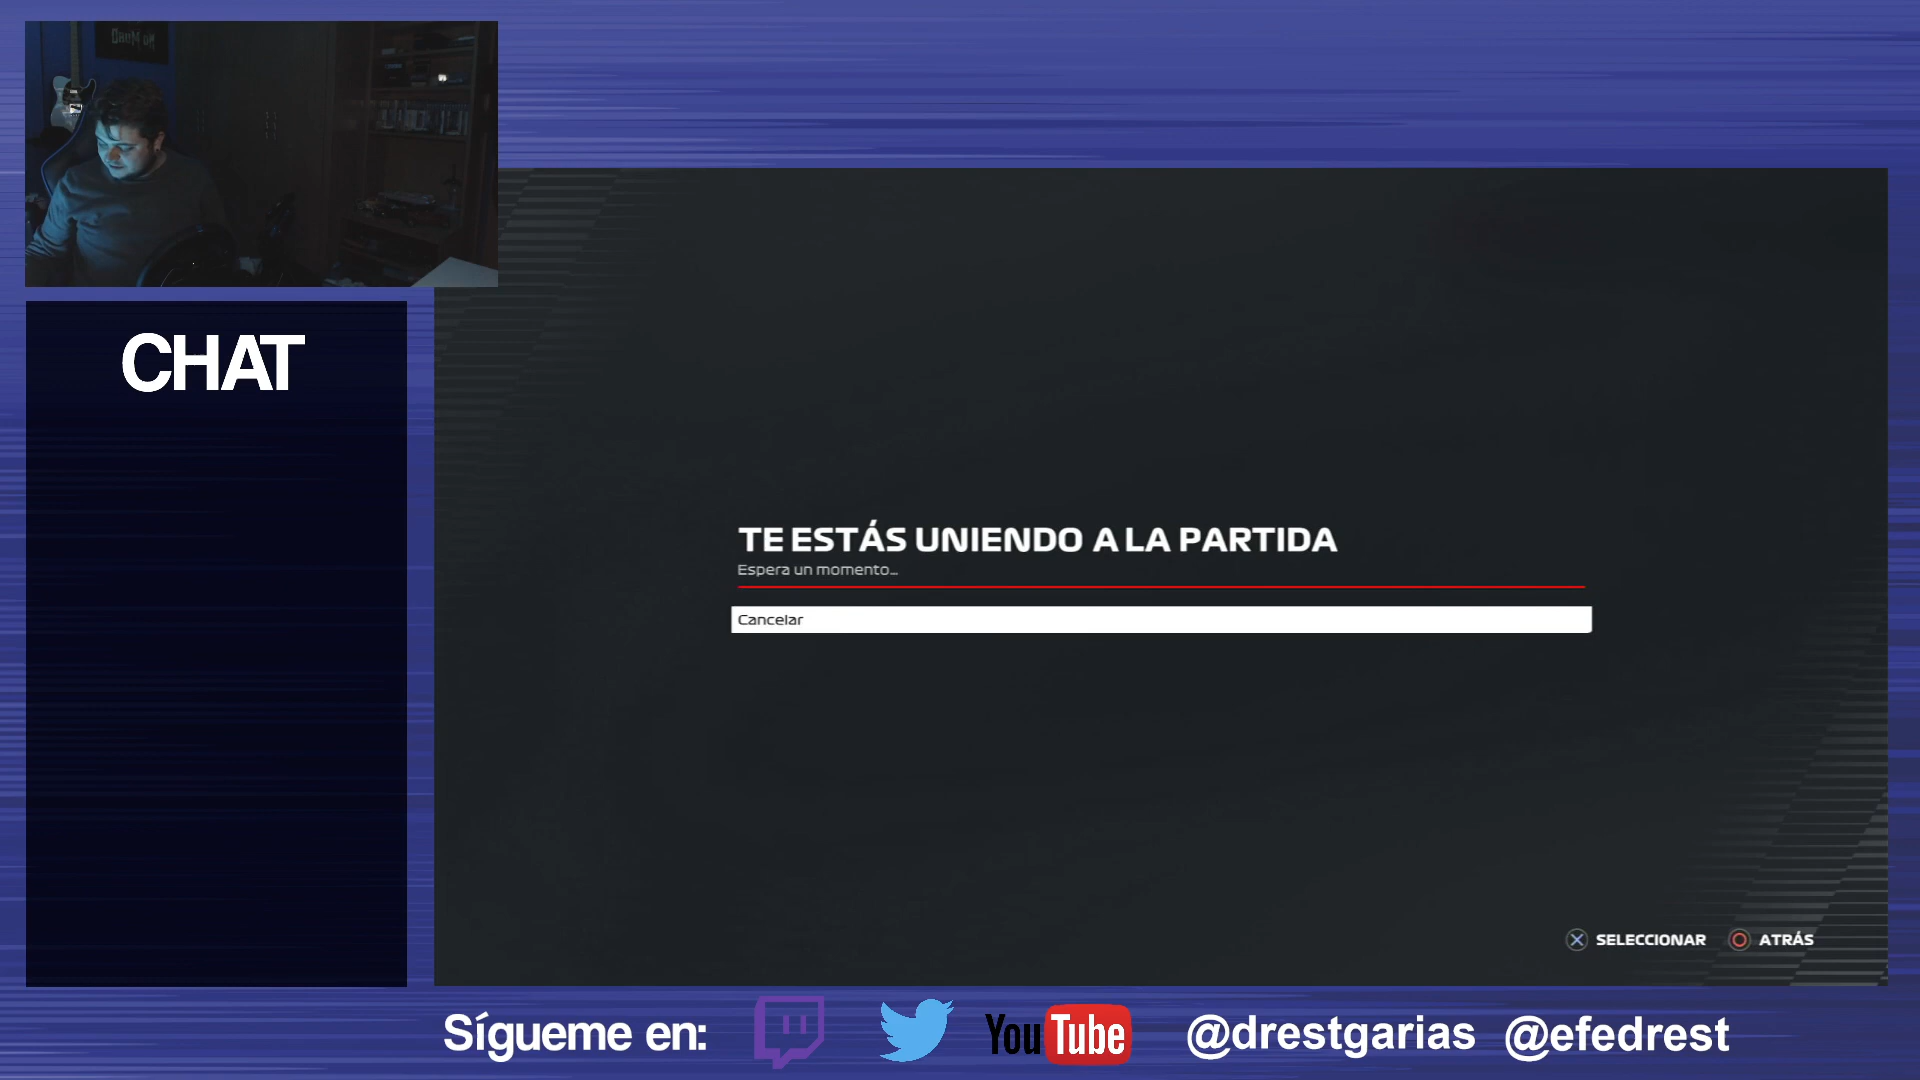 CHAT
TE ESTÁS UNIENDO A LA PARTIDA
Espera un momento...
Cancelar
SELECCIONAR ATRÁS
Sígueme en: YouTube @drestgarias @efedrest